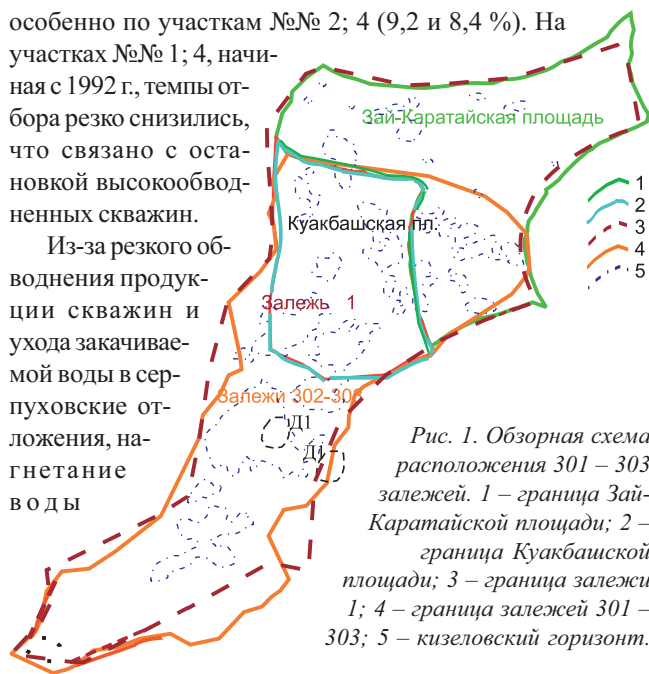 особенно по участкам №№ 2; 4 (9,2 и 8,4 %). На
участках №№ 1; 4, начи-
ная с 1992 г., темпы от-
бора резко снизились,
что связано с оста-
новкой высокообвод-
ненных скважин.
Из-за резкого об-
воднения продук-
ции скважин и
ухода закачивае-
мой воды в сер-
пуховские от-
ложения, на-
гнетание
воды
Зай-Каратайская площадь
Куакбашская пл.
Залежь 1
Залежи 302-303
Д1
Д1
1
2
3
4
5
Рис. 1. Обзорная схема
расположения 301 – 303
залежей. 1 – граница Зай-
Каратайской площади; 2 –
граница Куакбашской
площади; 3 – граница залежи
1; 4 – граница залежей 301 –
303; 5 – кизеловский горизонт.